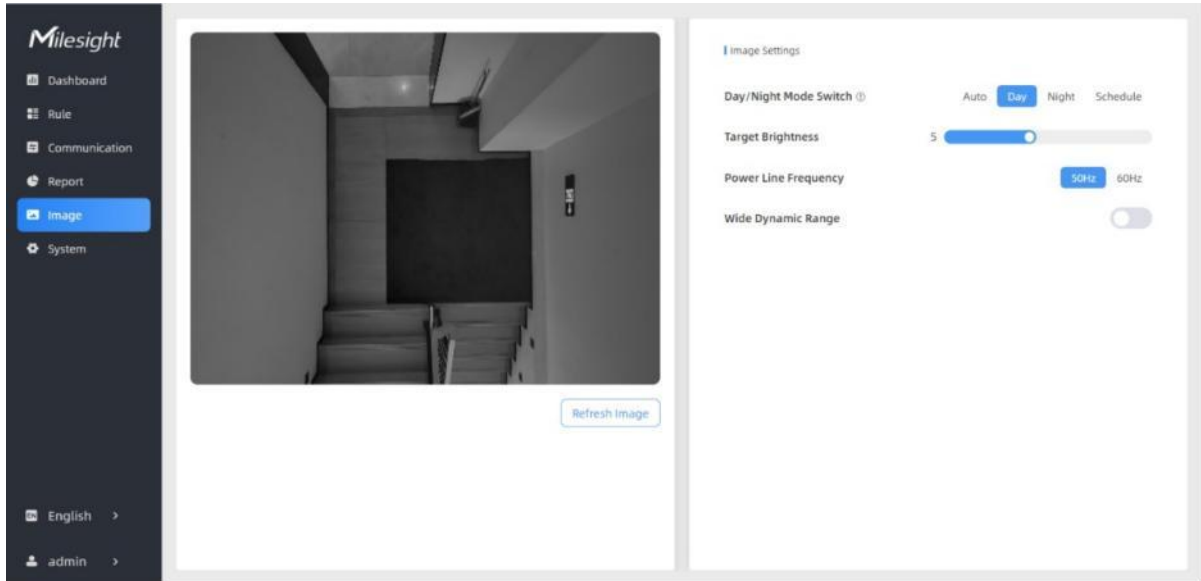 Milesight
Dashboard
Rule
Communication
Report
Image
System
EN English >
admin >
Refresh Image
Image Settings
Day/Night Mode Switch
Auto Day Night Schedule
Target Brightness 5
Power Line Frequency 50Hz 60Hz
Wide Dynamic Range